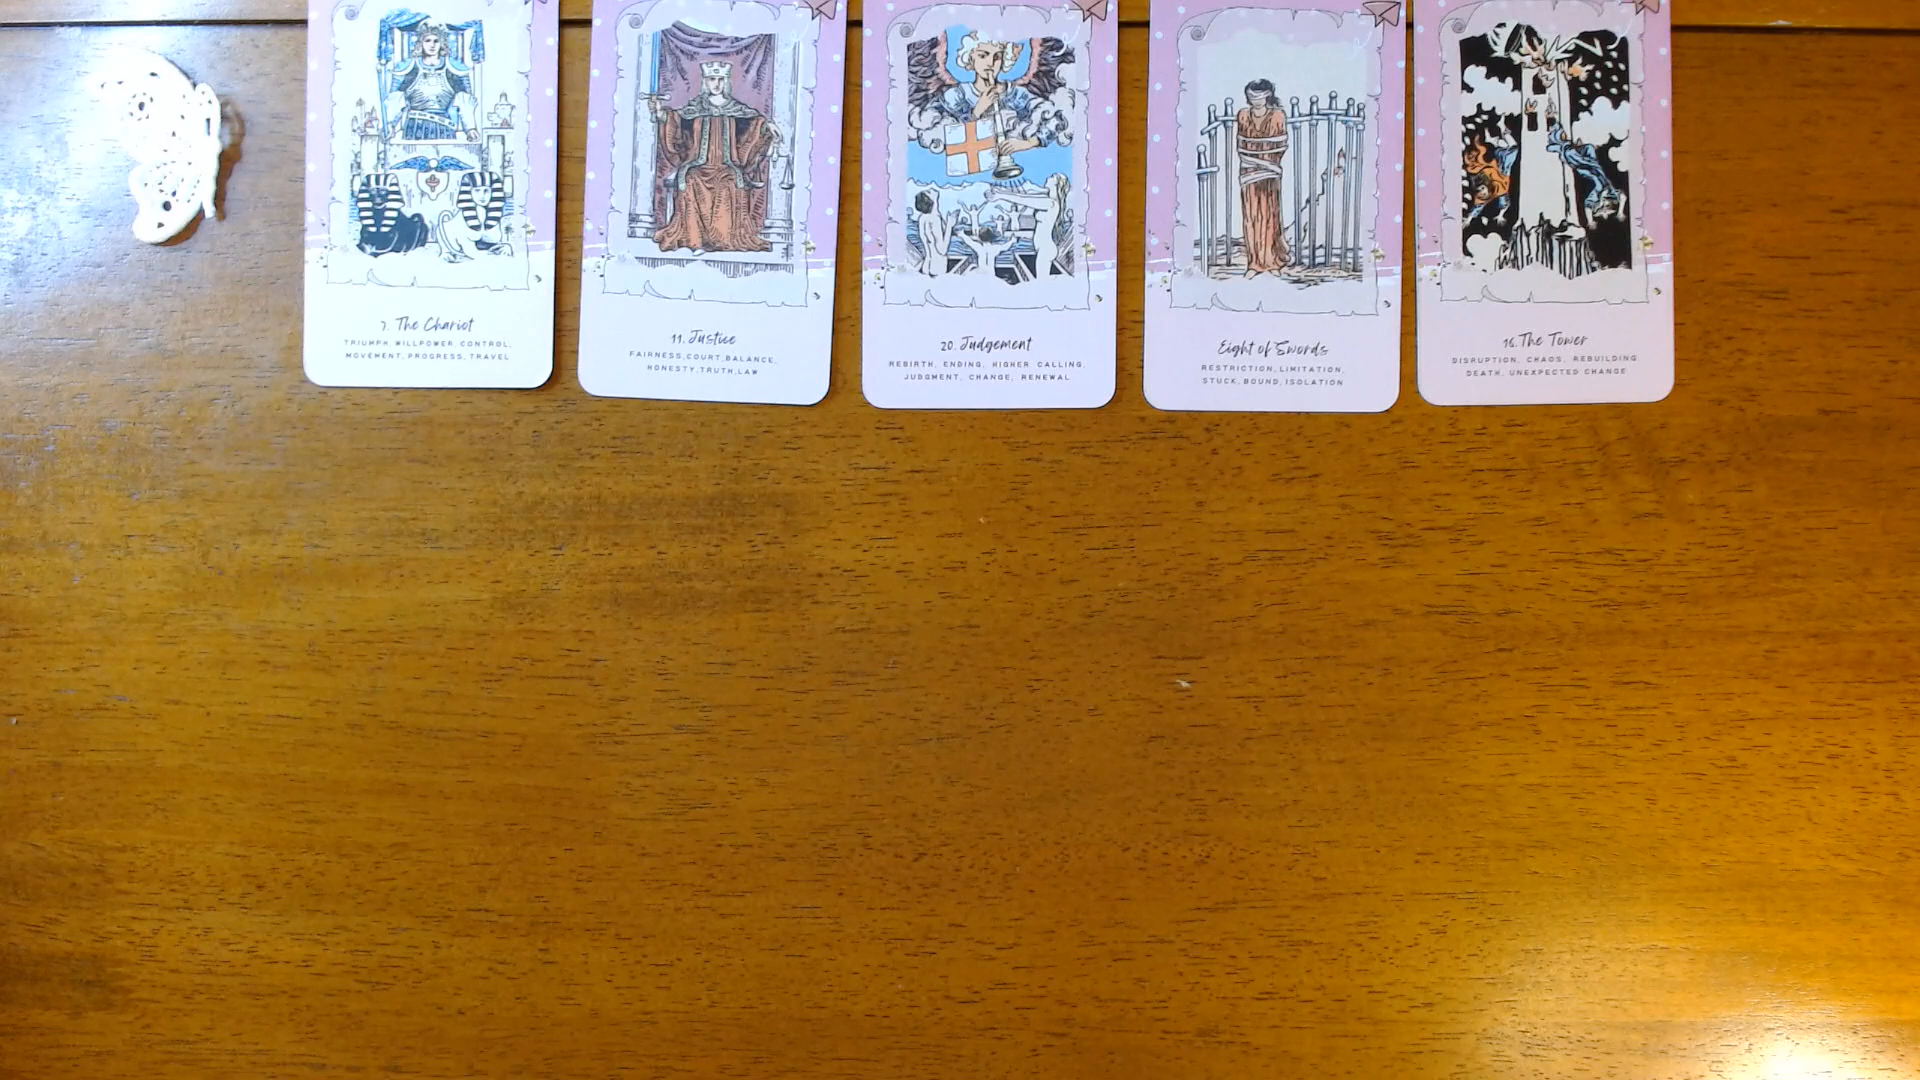 7. The Chariot
TRIUMPH, WILLPOWER, CONTROL,
MOVEMENT, PROGRESS, TRAVEL
11. Justice
FAIRNESS, COURT, BALANCE,
HONESTY, TRUTH, LAW
20. Judgement
REBIRTH, ENDING, HIGHER CALLING,
JUDGMENT, CHANGE, RENEWAL
Eight of Swords
RESTRICTION, LIMITATION,
STUCK, BOUND, ISOLATION
16. The Tower
DISRUPTION, CHAOS, REBUILDING
DEATH, UNEXPECTED CHANGE